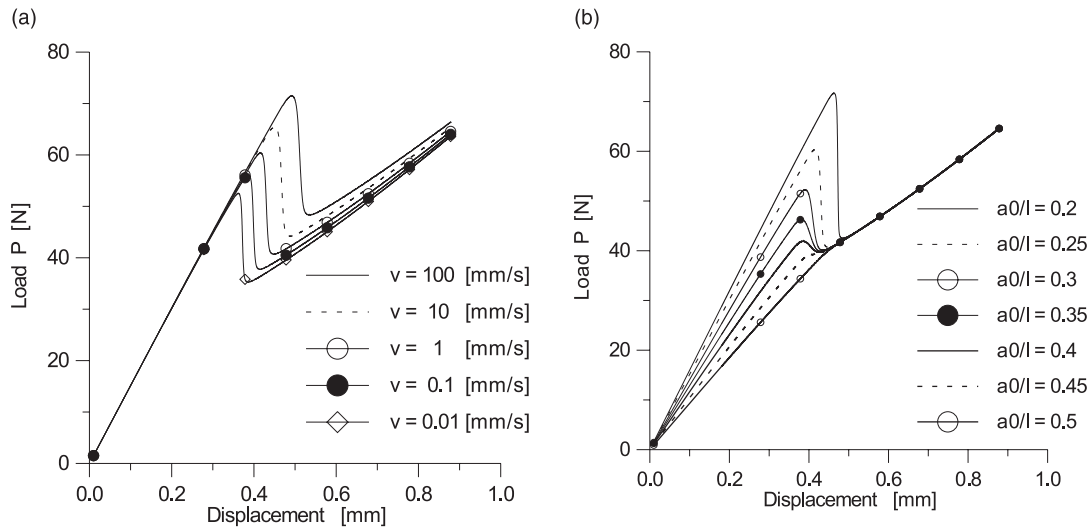 (a)
80
60
40
20
0
Load P [N]
0.0 0.2 0.4 0.6 0.8 1.0
Displacement [mm]
v = 100 [mm/s]
v = 10 [mm/s]
v = 1 [mm/s]
v = 0.1 [mm/s]
v = 0.01 [mm/s]
(b)
80
60
40
20
0
Load P [N]
0.0 0.2 0.4 0.6 0.8 1.0
Displacement [mm]
a0/l = 0.2
a0/l = 0.25
a0/l = 0.3
a0/l = 0.35
a0/l = 0.4
a0/l = 0.45
a0/l = 0.5